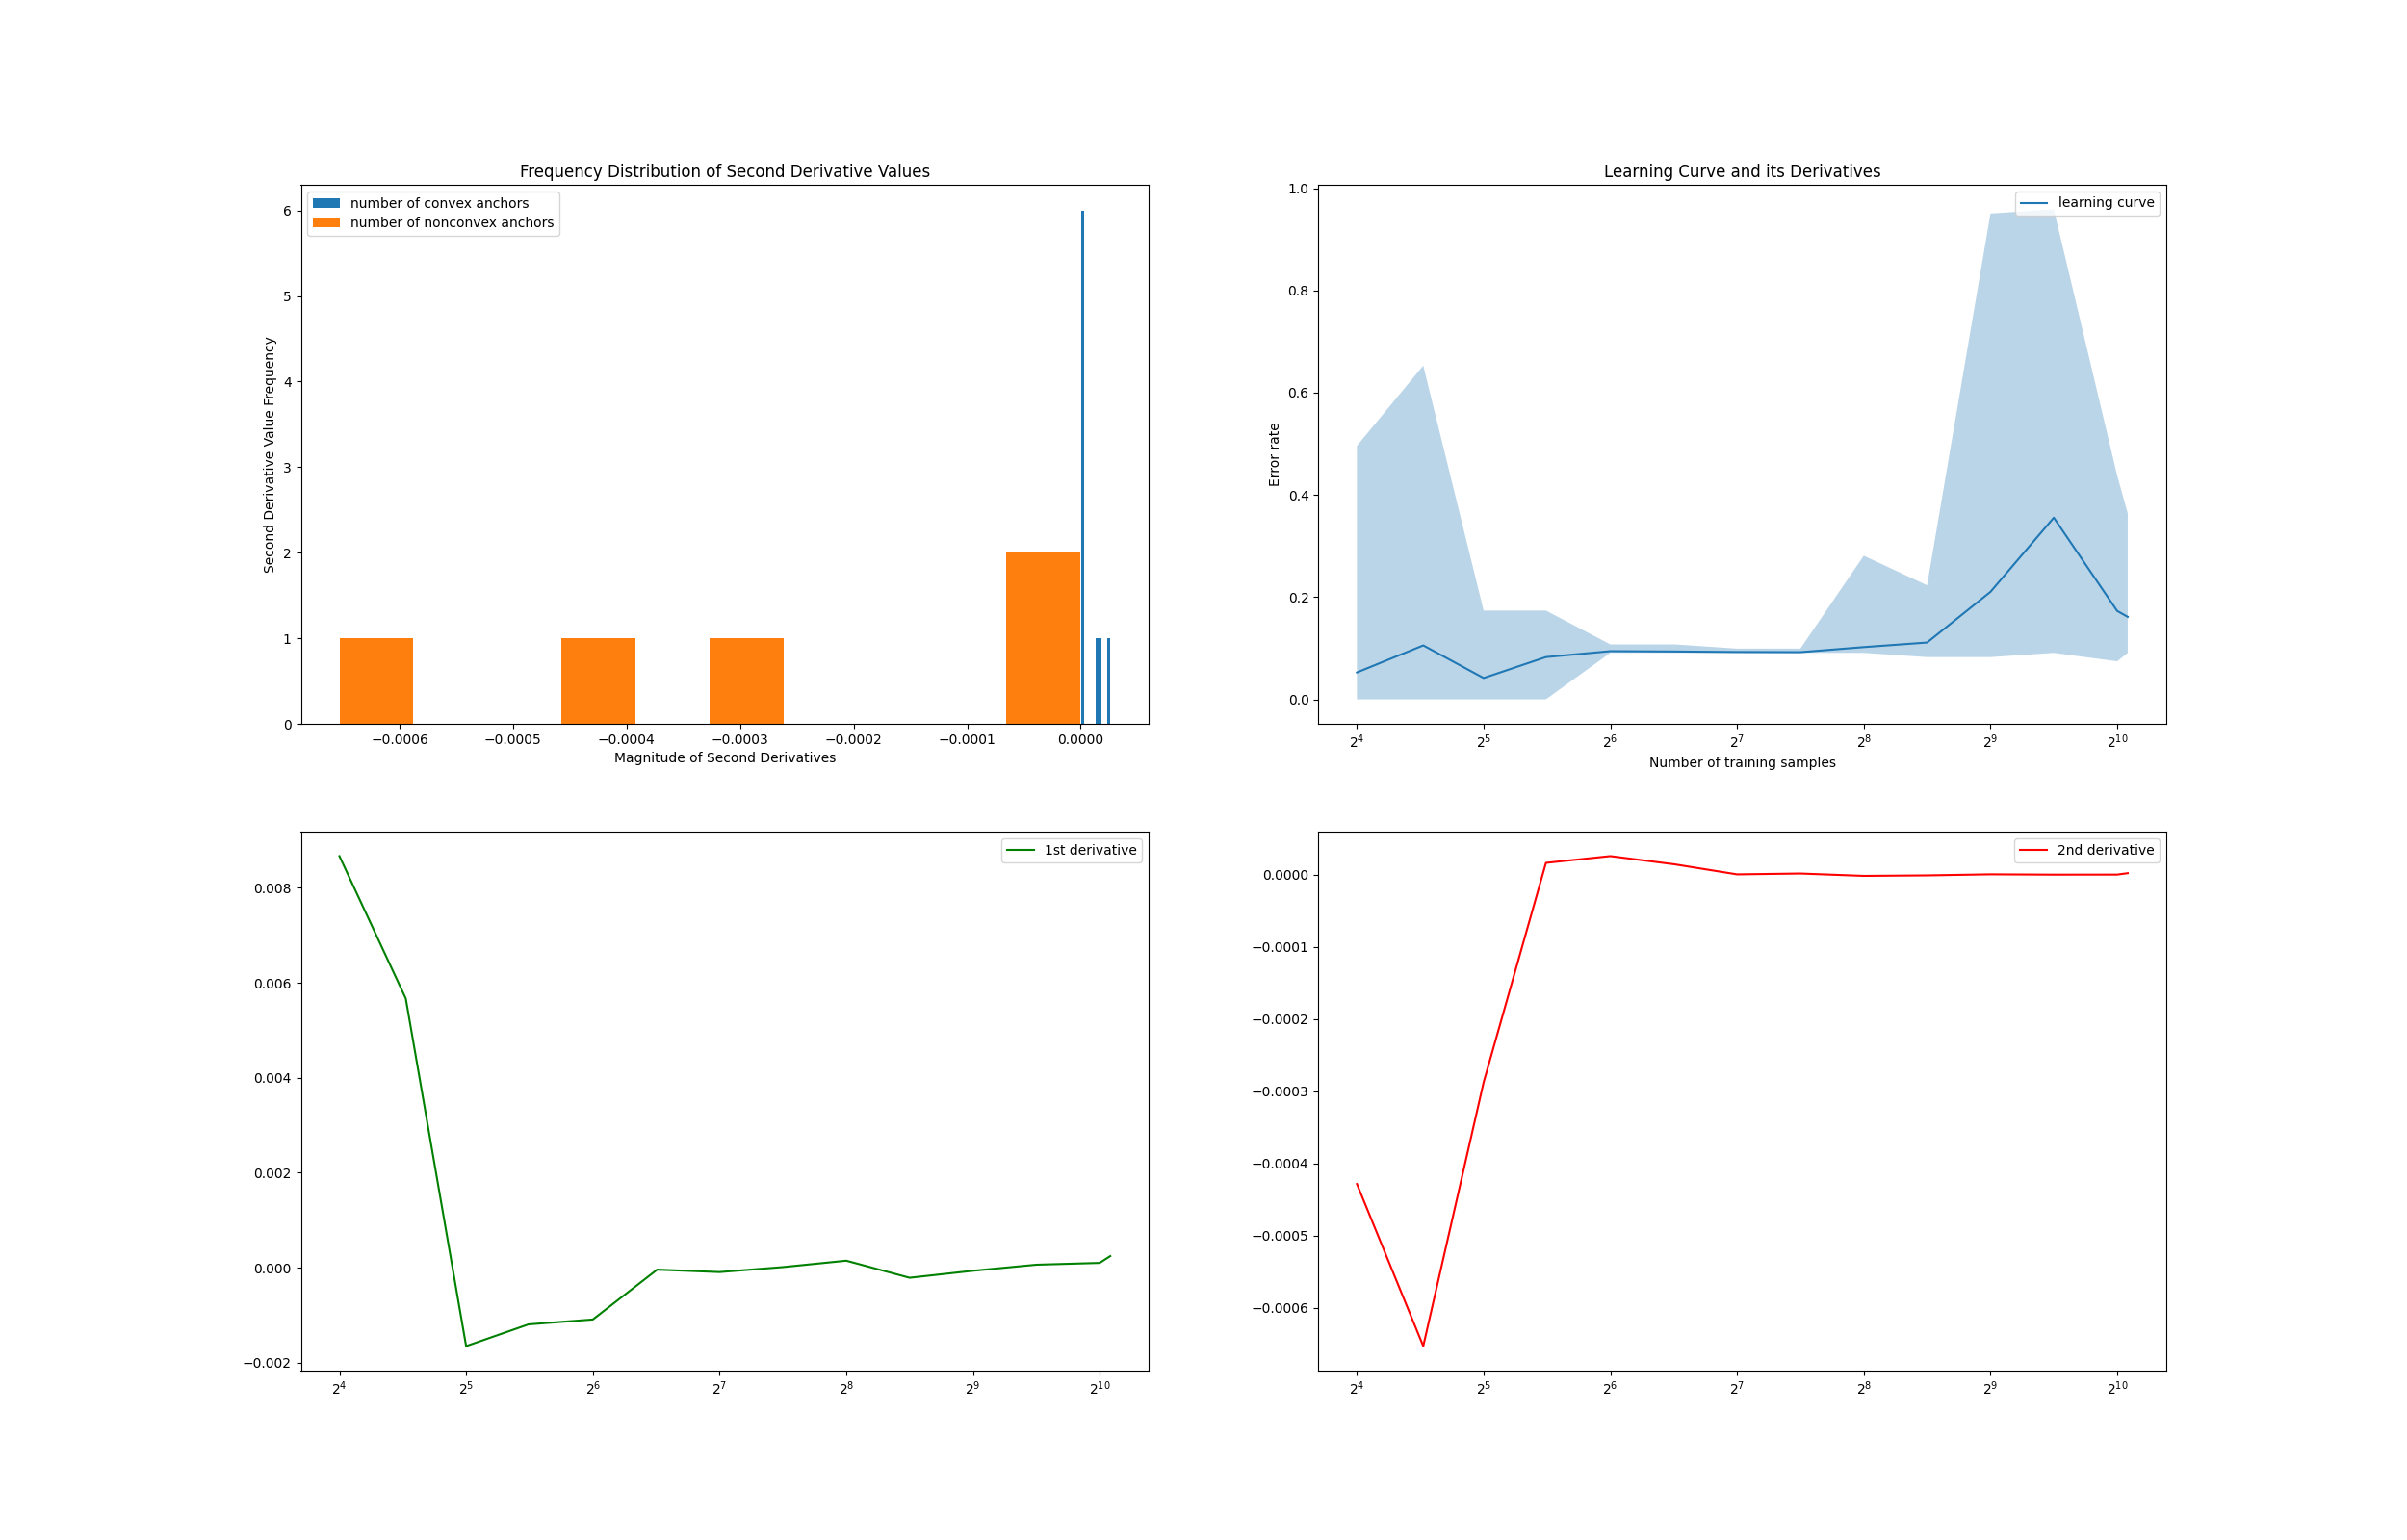 Frequency Distribution of Second Derivative Values
number of convex anchors
number of nonconvex anchors
Second Derivative Value Frequency
6
5
4
3
2
1
0
−0.0006 −0.0005 −0.0004 −0.0003 −0.0002 −0.0001 0.0000
Magnitude of Second Derivatives
Learning Curve and its Derivatives
learning curve
Error rate
1.0
0.8
0.6
0.4
0.2
0.0
2^4 2^5 2^6 2^7 2^8 2^9 2^10
Number of training samples
1st derivative
0.008
0.006
0.004
0.002
0.000
−0.002
2^4 2^5 2^6 2^7 2^8 2^9 2^10
2nd derivative
0.0000
−0.0001
−0.0002
−0.0003
−0.0004
−0.0005
−0.0006
2^4 2^5 2^6 2^7 2^8 2^9 2^10